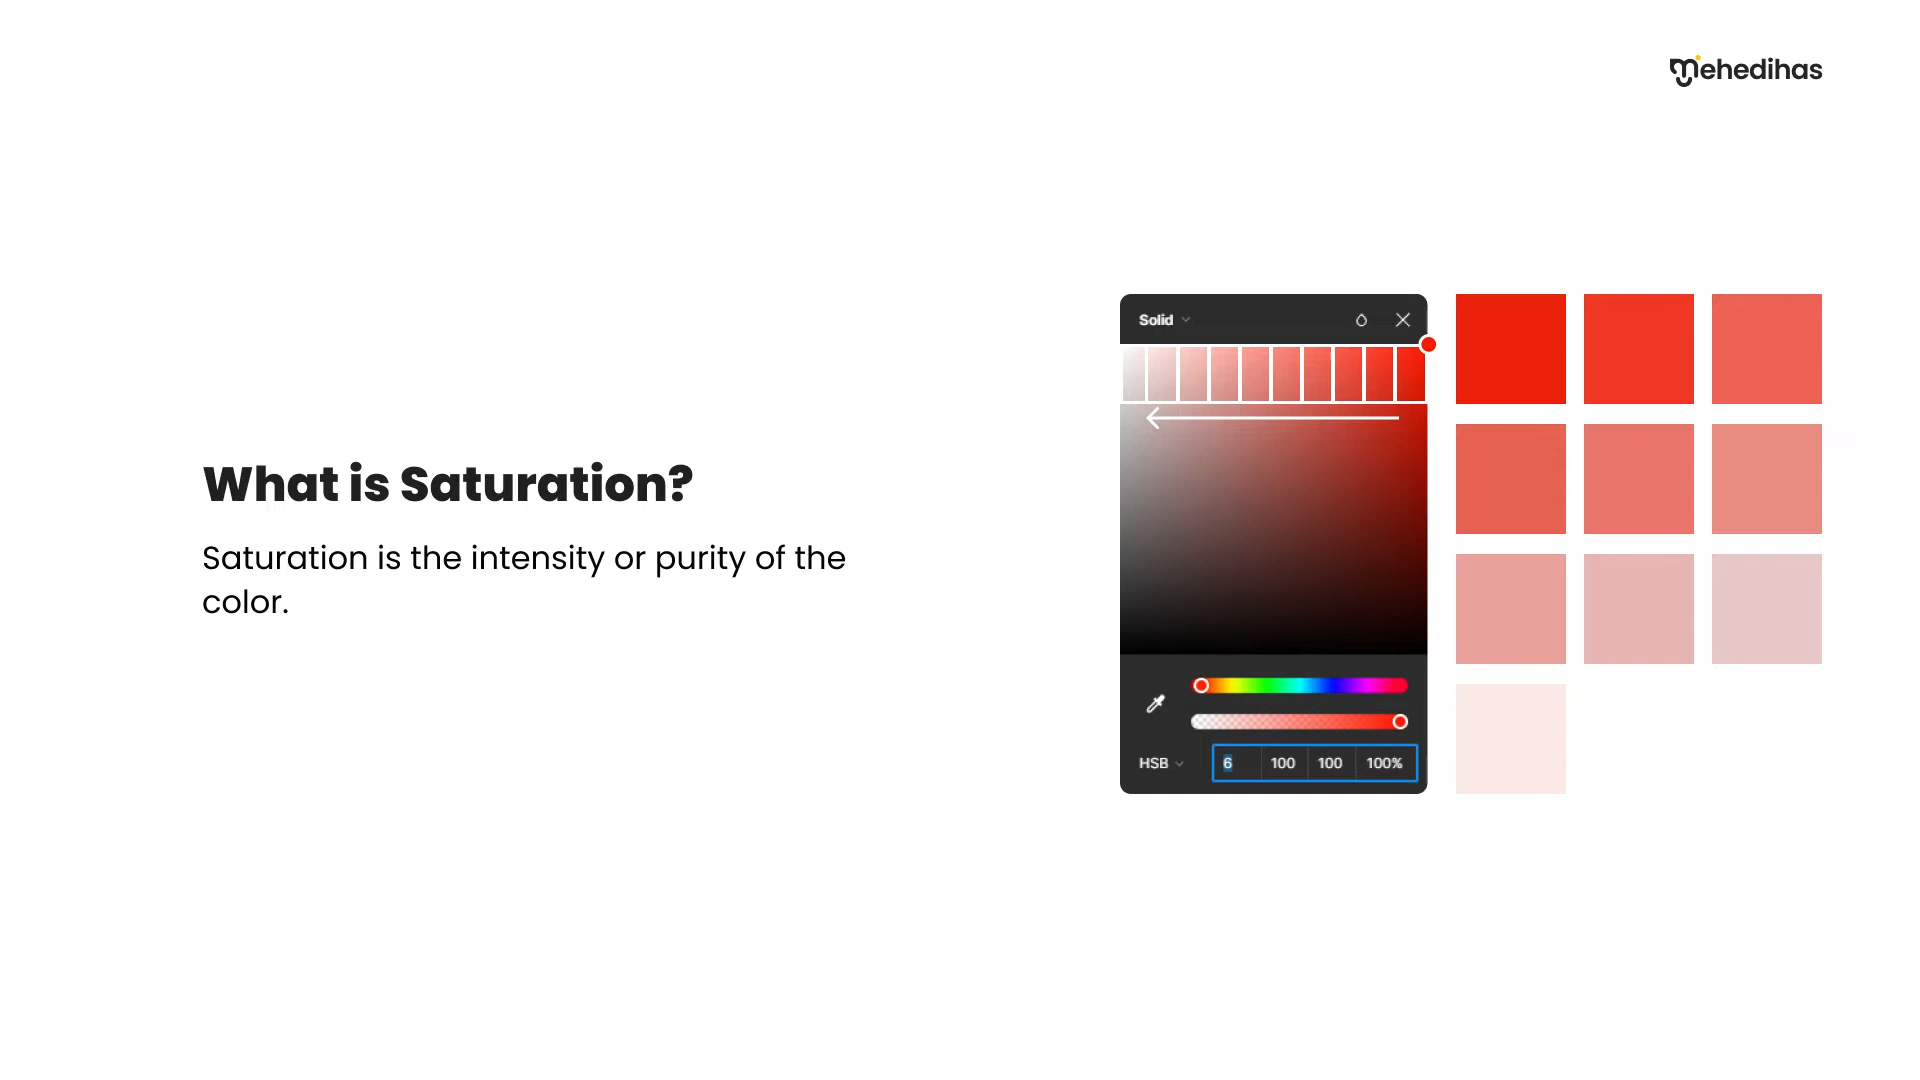 mehedihas
What is Saturation?
Saturation is the intensity or purity of the
color.
Solid
HSB 6 100 100 100%